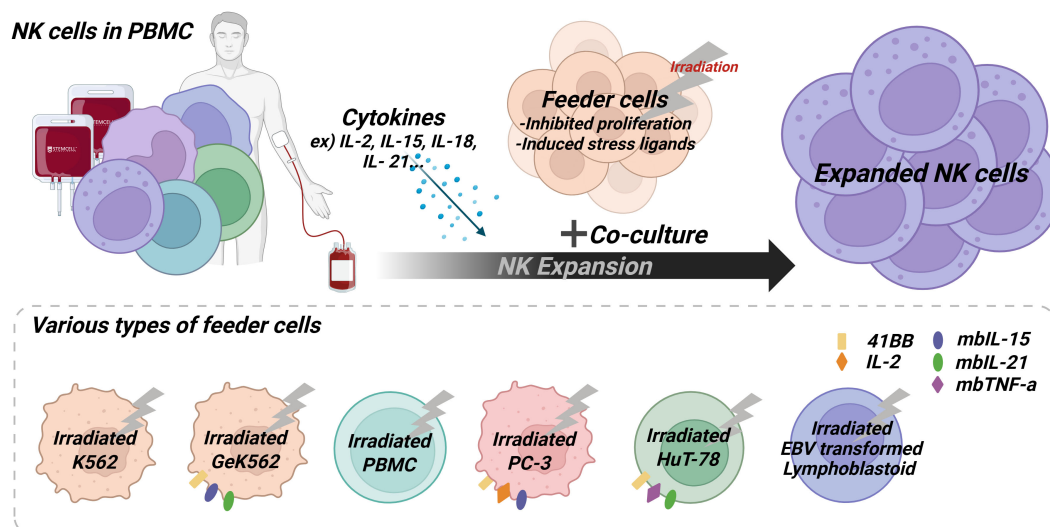 NK cells in PBMC
STEMCELL
Cytokines
ex) IL-2, IL-15, IL-18,
IL- 21...
Irradiation
Feeder cells
-Inhibited proliferation
-Induced stress ligands
+Co-culture
NK Expansion
Expanded NK cells
Various types of feeder cells
41BB
IL-2
mbIL-15
mbIL-21
mbTNF-a
Irradiated
K562
Irradiated
GeK562
Irradiated
PBMC
Irradiated
PC-3
Irradiated
HuT-78
Irradiated
EBV transformed
Lymphoblastoid